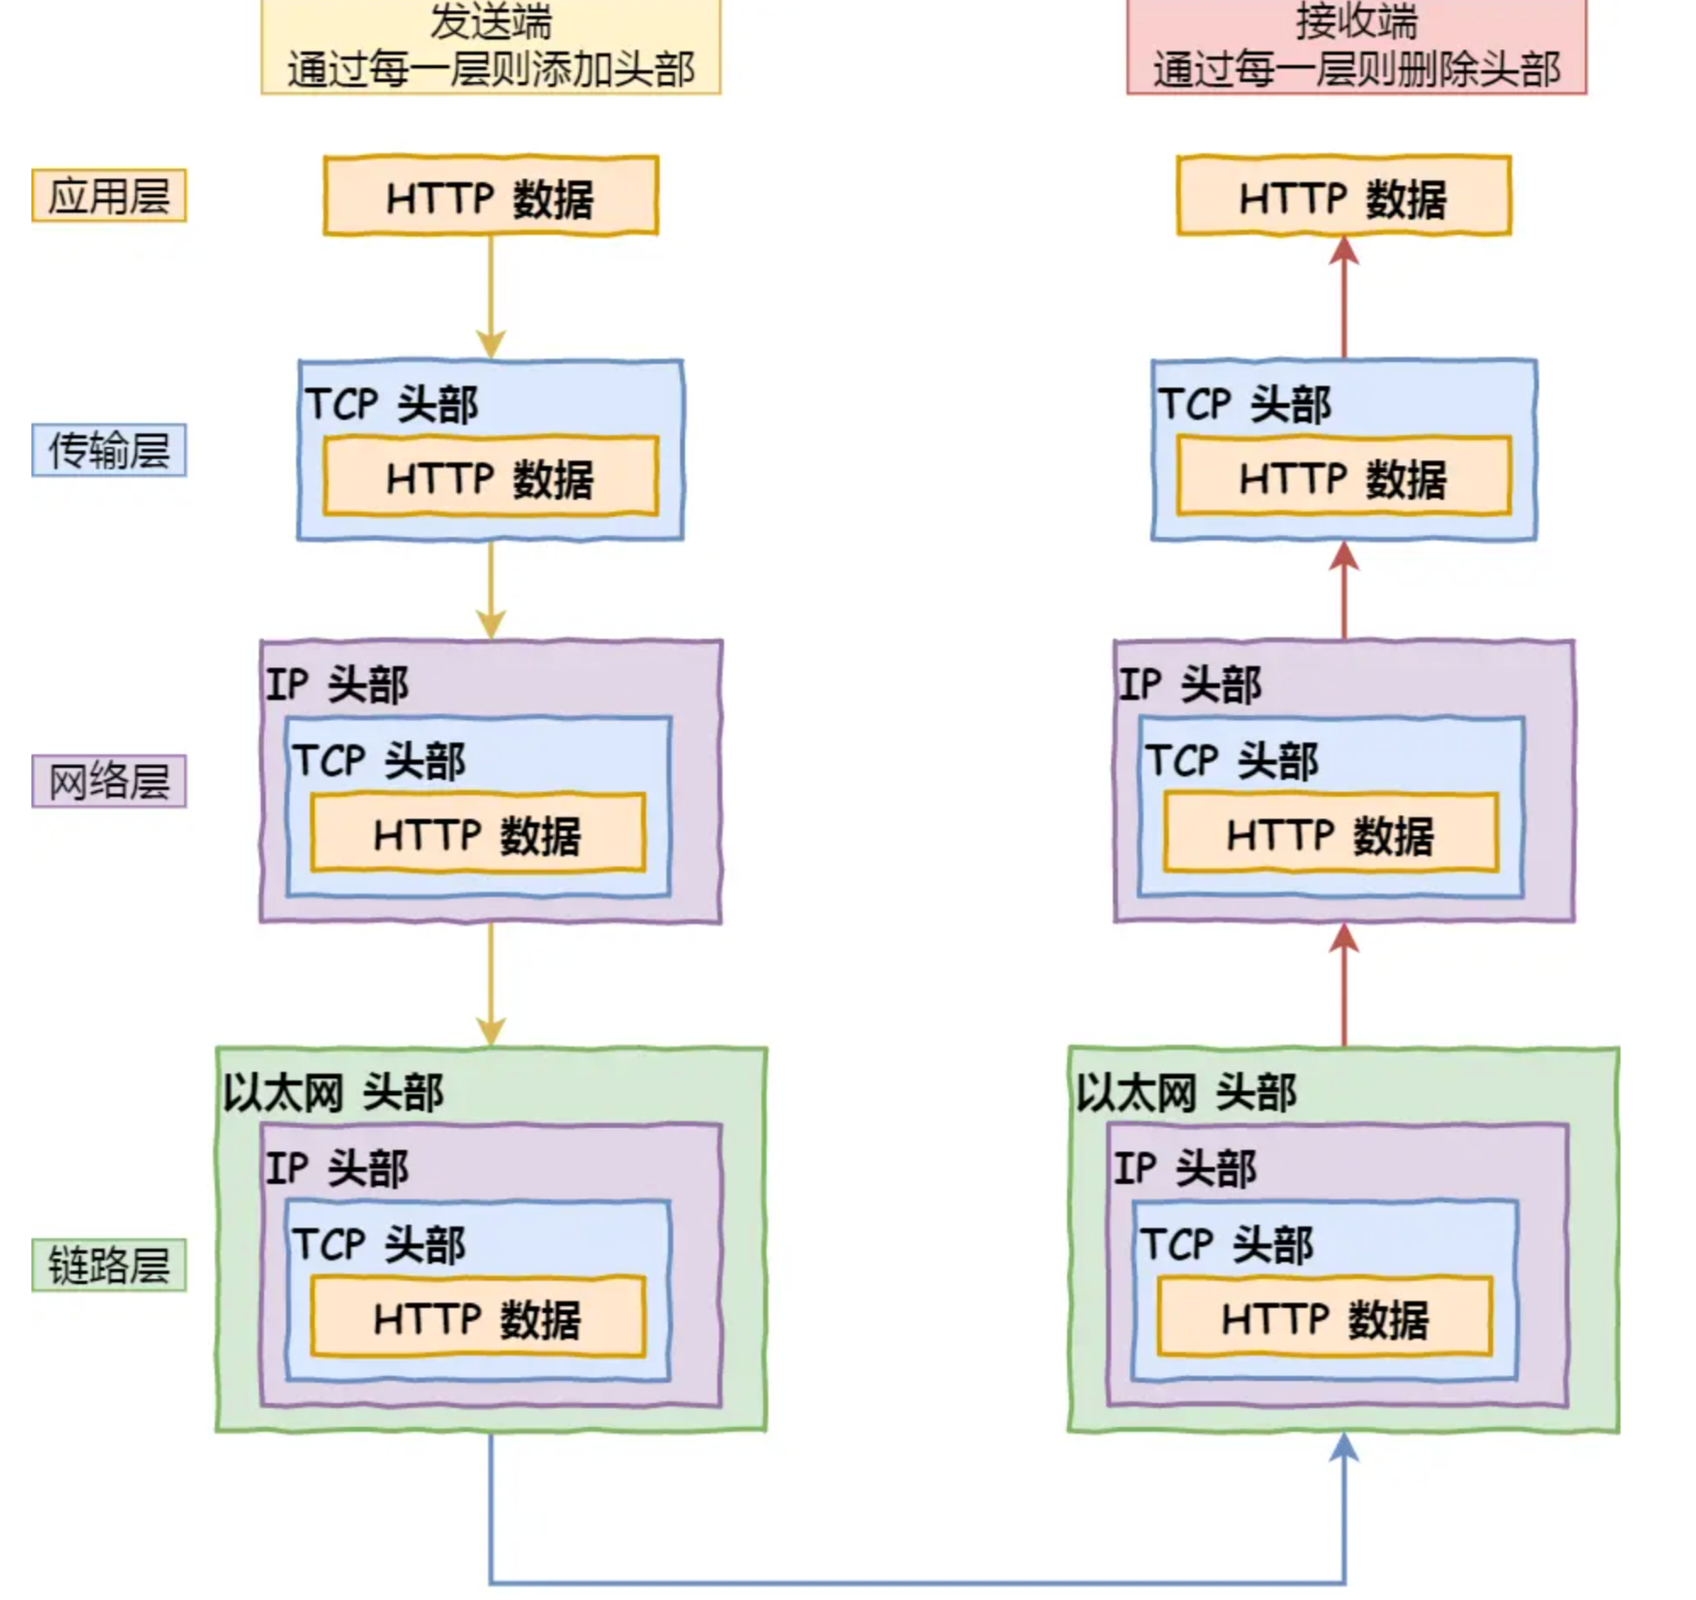 发送端
通过每一层则添加头部
接收端
通过每一层则删除头部
应用层
HTTP 数据
HTTP 数据
传输层
TCP 头部
HTTP 数据
TCP 头部
HTTP 数据
网络层
IP 头部
TCP 头部
HTTP 数据
IP 头部
TCP 头部
HTTP 数据
链路层
以太网 头部
IP 头部
TCP 头部
HTTP 数据
以太网 头部
IP 头部
TCP 头部
HTTP 数据